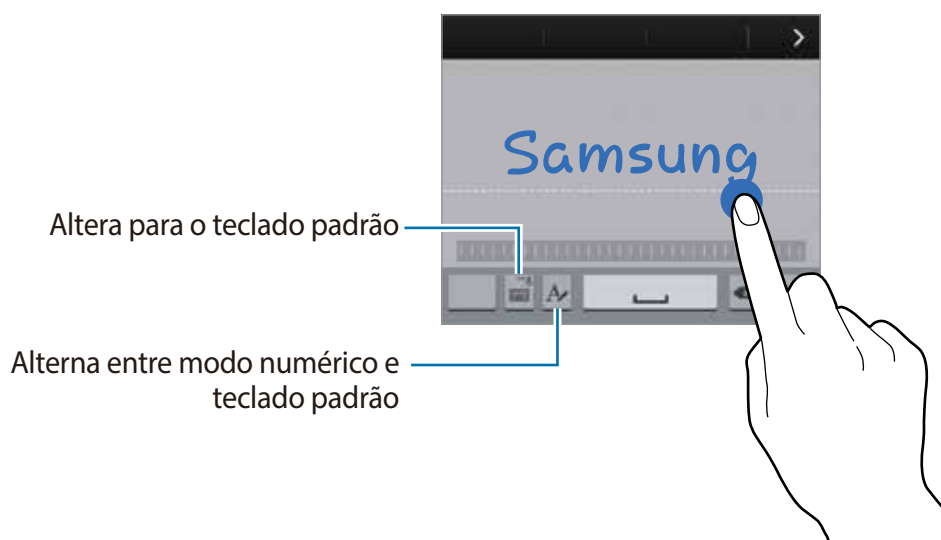 Samsung
Altera para o teclado padrão
Alterna entre modo numérico e
teclado padrão